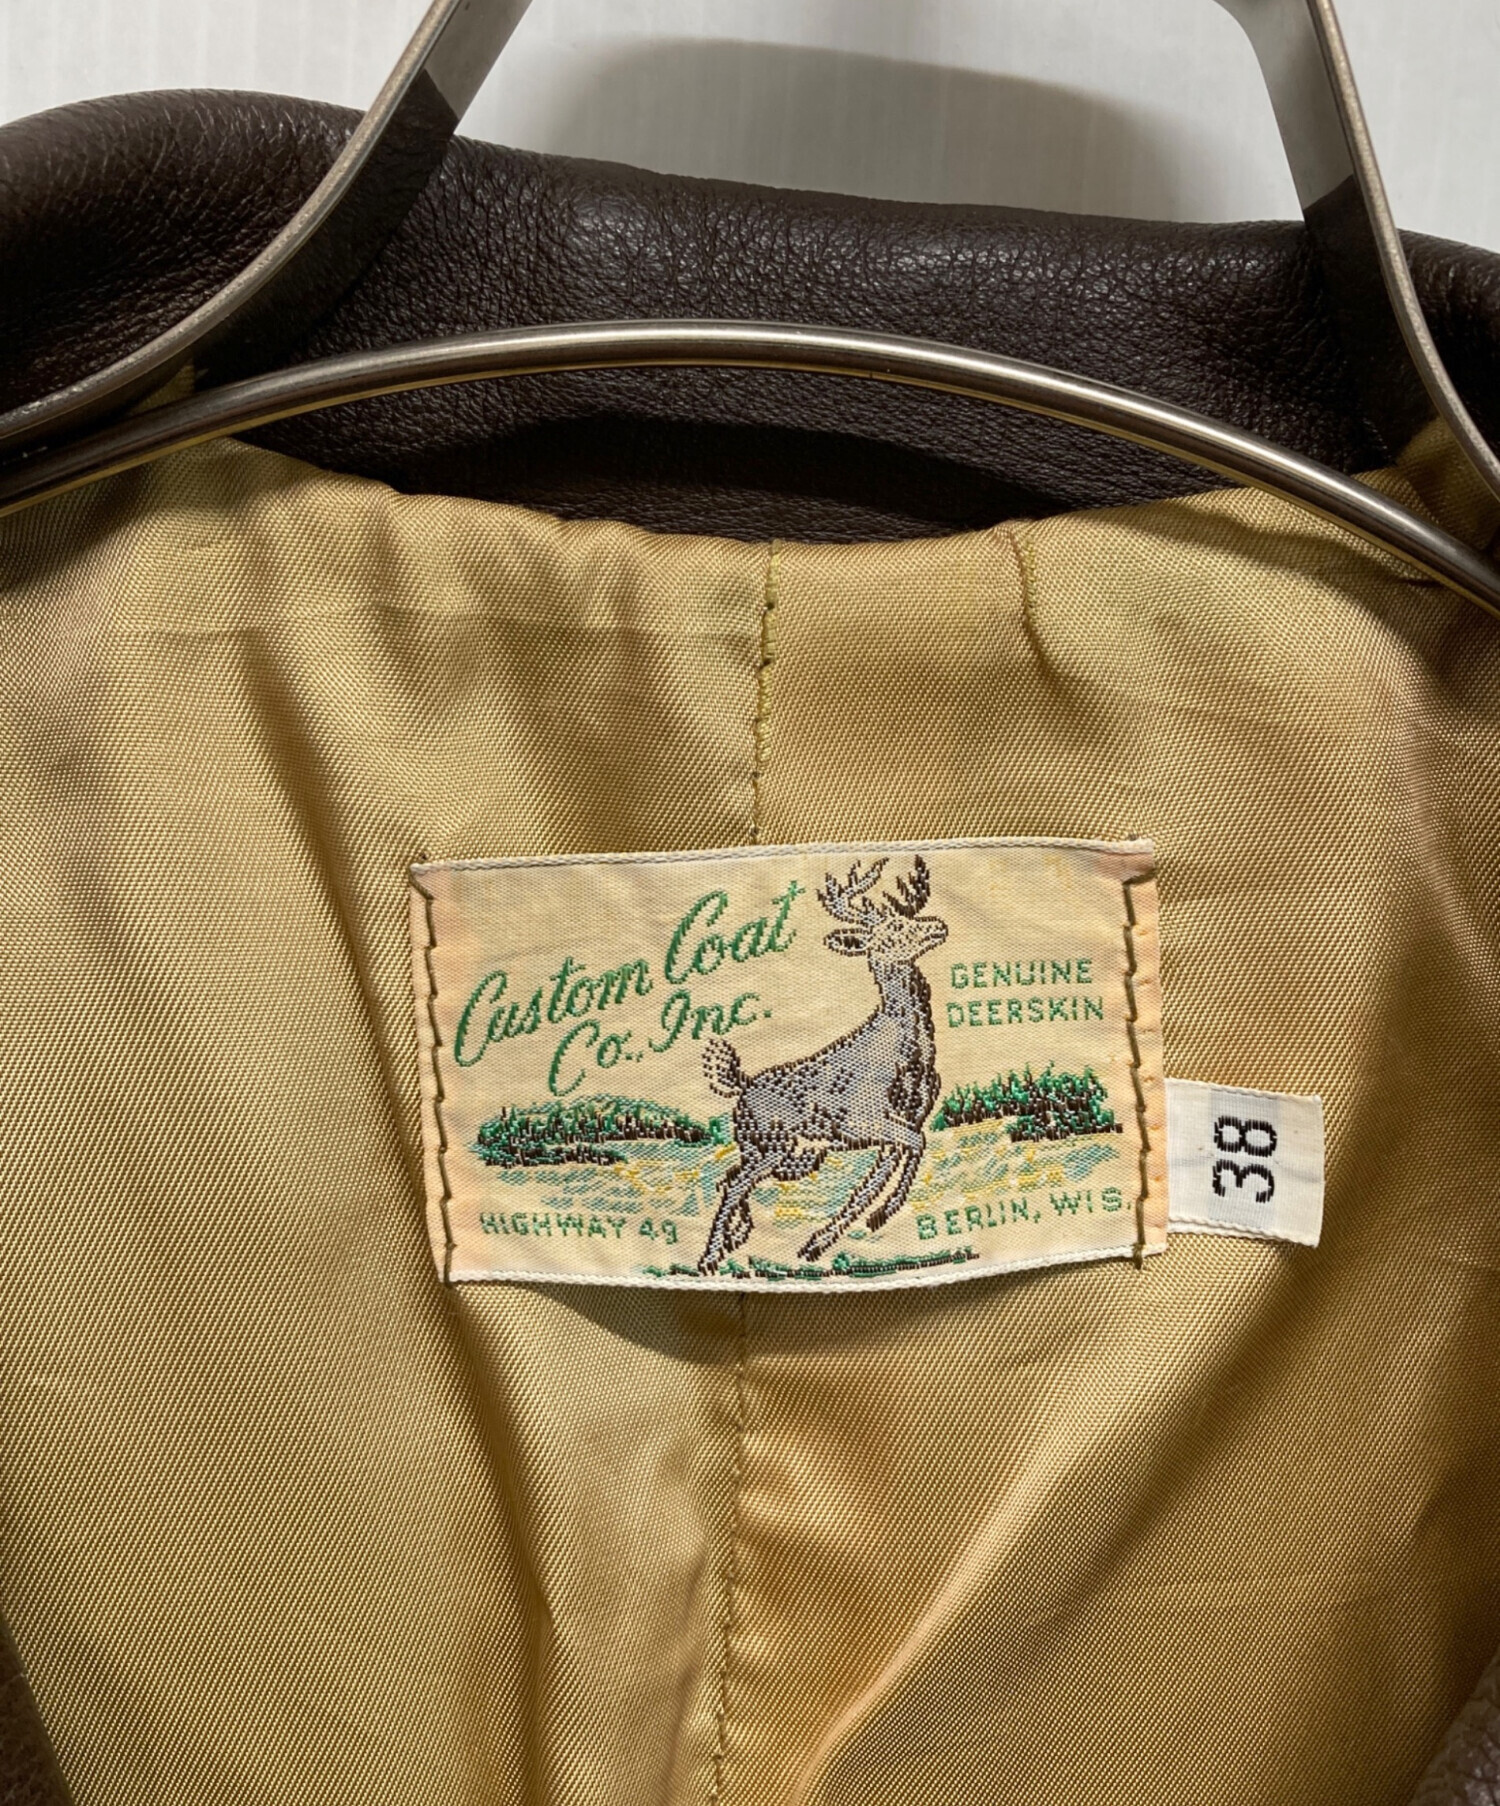 Custom Coat
Co., Inc.
GENUINE
DEERSKIN
HIGHWAY 49
BERLIN, WIS.
38